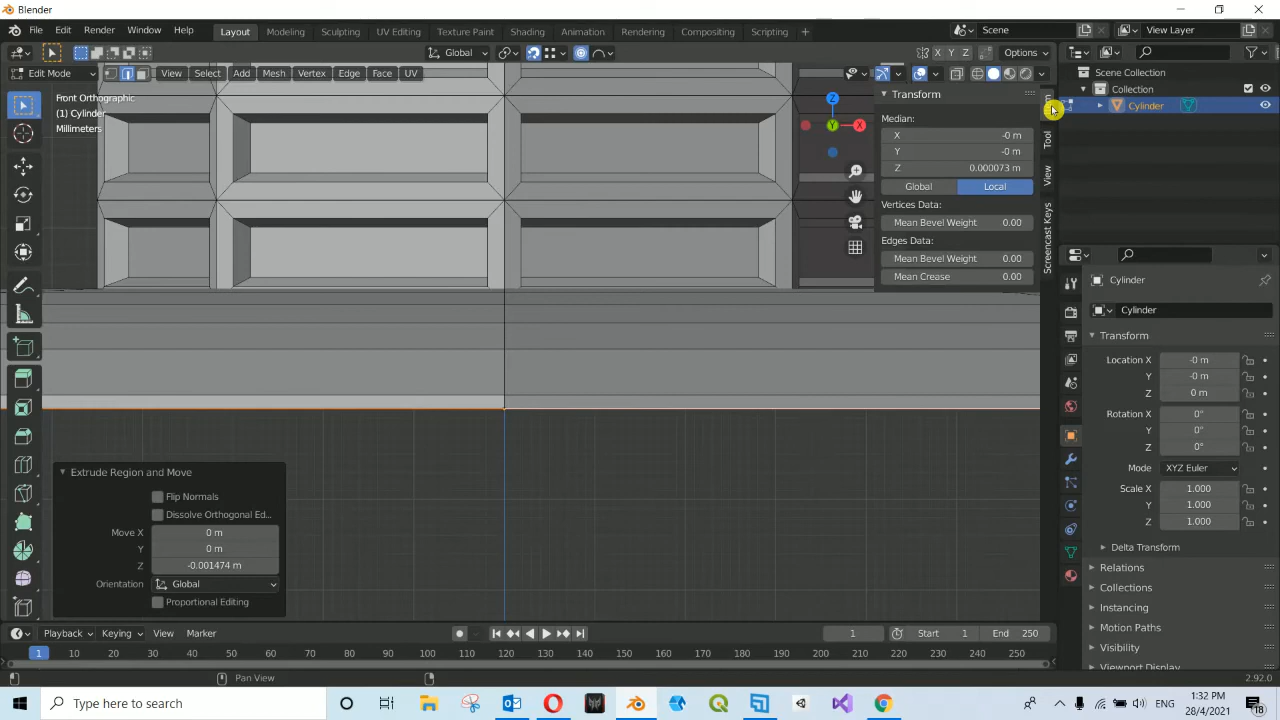 Blender
File Edit Render Window Help
Layout Modeling Sculpting UV Editing Texture Paint Shading Animation Rendering Compositing Scripting
Scene
View Layer
Global
X Y Z
Options
Edit Mode
View Select Add Mesh Vertex Edge Face UV
Front Orthographic
(1) Cylinder
Millimeters
Transform
Median:
X -0 m
Y -0 m
Z 0.000073 m
Global Local
Vertices Data:
Mean Bevel Weight 0.00
Edges Data:
Mean Bevel Weight 0.00
Mean Crease 0.00
Z
Y
X
Tool
View
Screencast Keys
Scene Collection
Collection
Cylinder
Cylinder
Cylinder
Transform
Location X -0 m
Y -0 m
Z 0 m
Rotation X 0°
Y 0°
Z 0°
Mode XYZ Euler
Scale X 1.000
Y 1.000
Z 1.000
Delta Transform
Relations
Collections
Instancing
Motion Paths
Visibility
Viewport Display
Extrude Region and Move
Flip Normals
Dissolve Orthogonal Ed...
Move X 0 m
Y 0 m
Z -0.001474 m
Orientation Global
Proportional Editing
Playback Keying View Marker
1 Start 1 End 250
1 10 20 30 40 50 60 70 80 90 100 110 120 130 140 150 160 170 180 190 200 210 220 230 240 250
Pan View
2.92.0
Type here to search
ENG
1:32 PM
28/4/2021
18